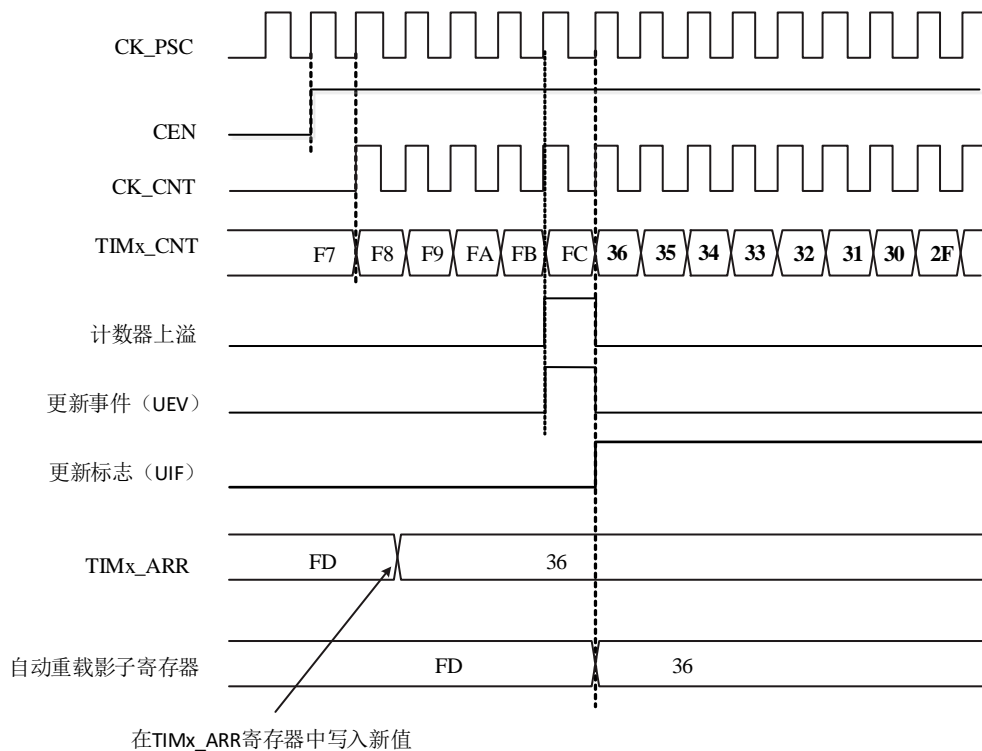 CK_PSC
CEN
CK_CNT
TIMx_CNT F7 F8 F9 FA FB FC 36 35 34 33 32 31 30 2F
计数器上溢
更新事件（UEV）
更新标志（UIF）
TIMx_ARR FD 36
自动重载影子寄存器 FD 36
在TIMx_ARR寄存器中写入新值